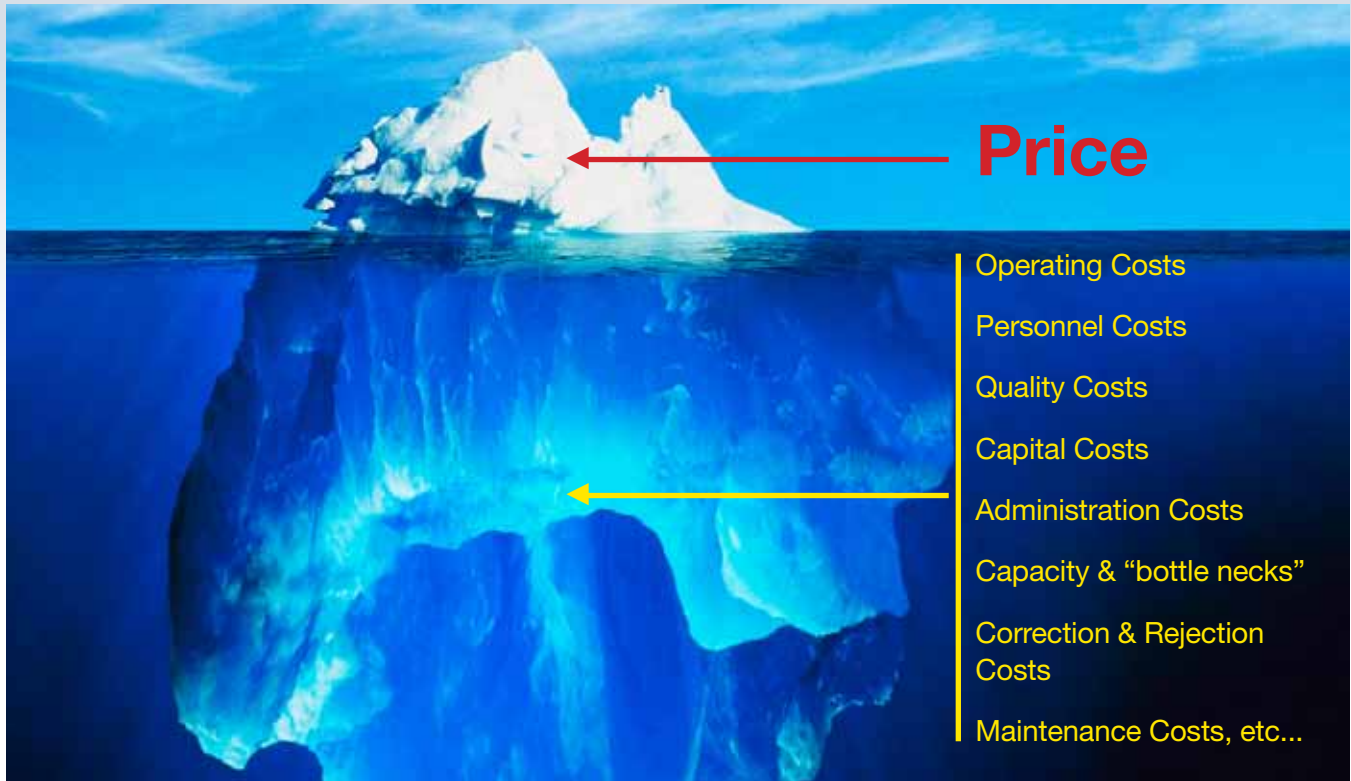 Price
Operating Costs
Personnel Costs
Quality Costs
Capital Costs
Administration Costs
Capacity & “bottle necks”
Correction & Rejection
Costs
Maintenance Costs, etc...